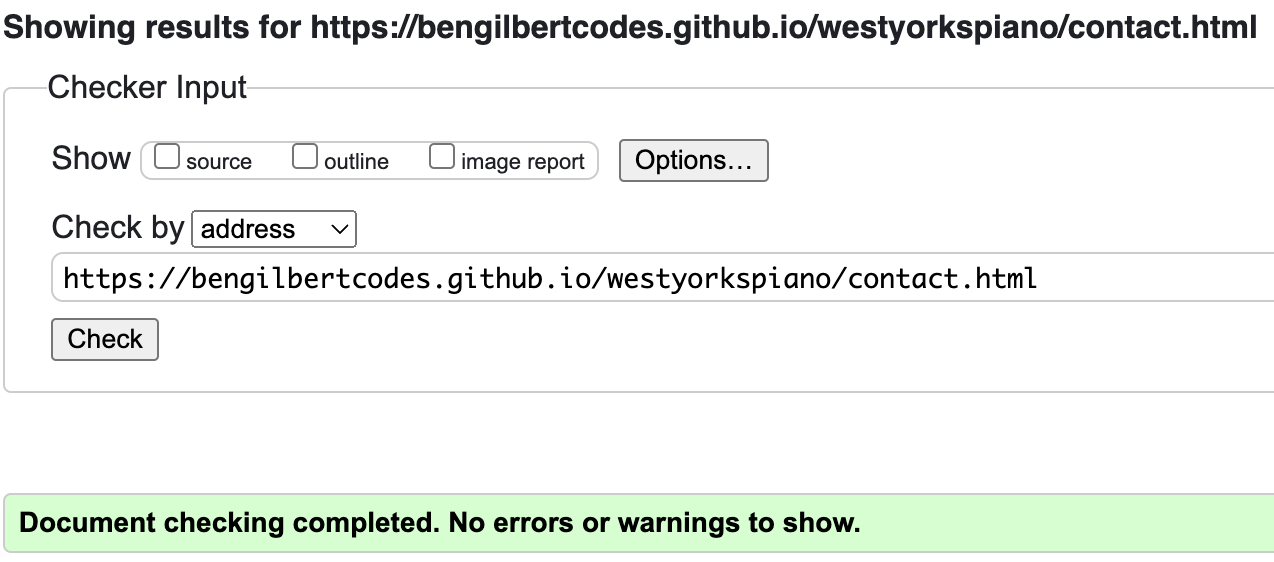 Showing results for https://bengilbertcodes.github.io/westyorkspiano/contact.html
Checker Input
Show source outline image report Options…
Check by address
https://bengilbertcodes.github.io/westyorkspiano/contact.html
Check
Document checking completed. No errors or warnings to show.